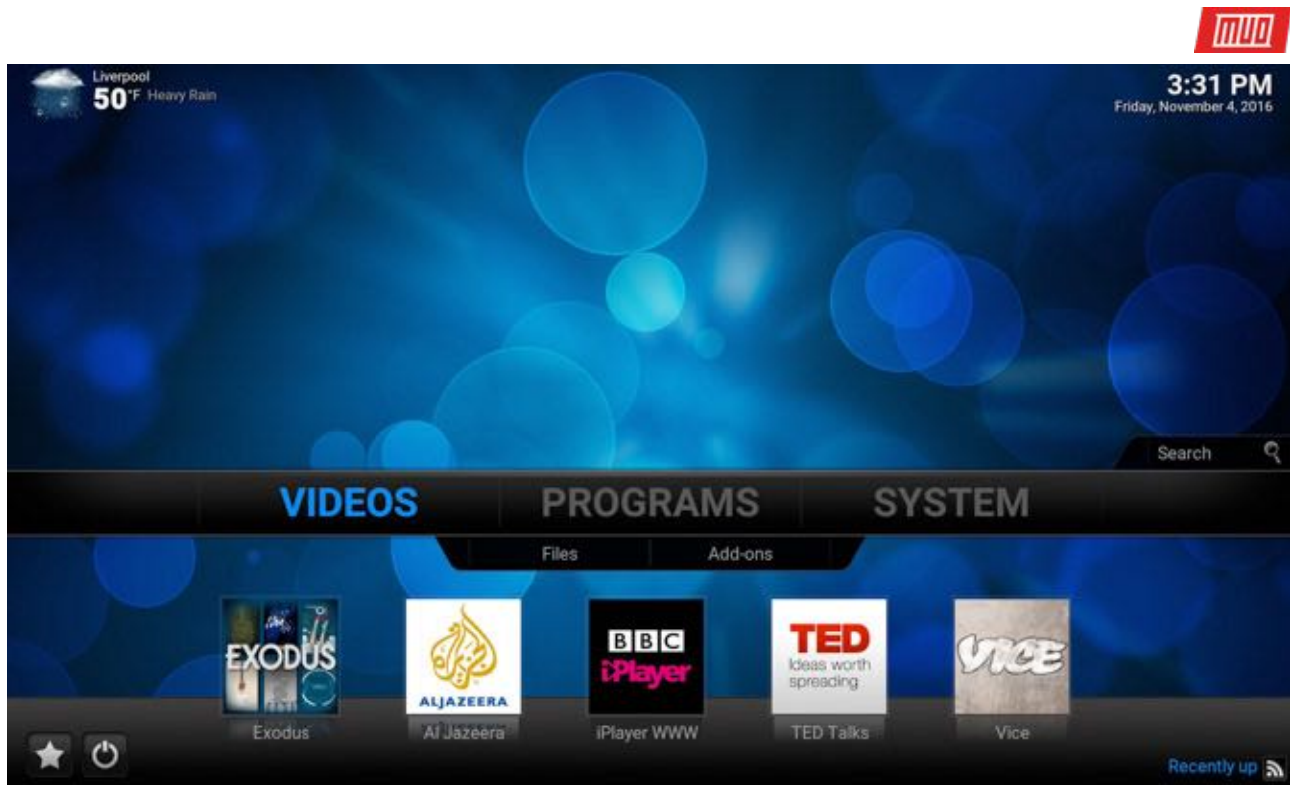 MUO
Liverpool
50°F Heavy Rain
3:31 PM
Friday, November 4, 2016
Search
VIDEOS
PROGRAMS
SYSTEM
Files
Add-ons
EXODUS
الجزيرة
ALJAZEERA
BBC
iPlayer
TED
Ideas worth
spreading
VICE
Exodus
Al Jazeera
iPlayer WWW
TED Talks
Vice
Recently up